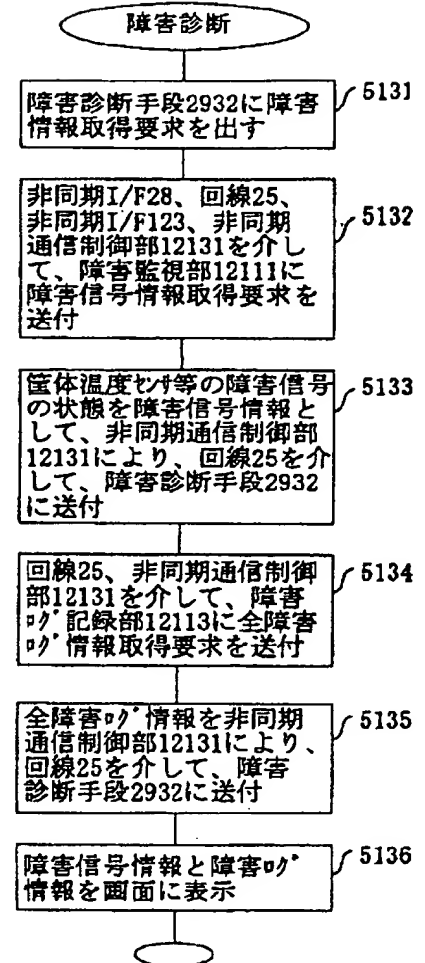 障害診断
障害診断手段2932に障害
情報取得要求を出す
5131
非同期I/F28、回線25、
非同期I/F123、非同期
通信制御部12131を介し
て、障害監視部12111に
障害信号情報取得要求を
送付
5132
筐体温度ｾﾝｻ等の障害信号
の状態を障害信号情報と
して、非同期通信制御部
12131により、回線25を介
して、障害診断手段2932
に送付
5133
回線25、非同期通信制御
部12131を介して、障害
ﾛｸﾞ記録部12113に全障害
ﾛｸﾞ情報取得要求を送付
5134
全障害ﾛｸﾞ情報を非同期
通信制御部12131により、
回線25を介して、障害
診断手段2932に送付
5135
障害信号情報と障害ﾛｸﾞ
情報を画面に表示
5136